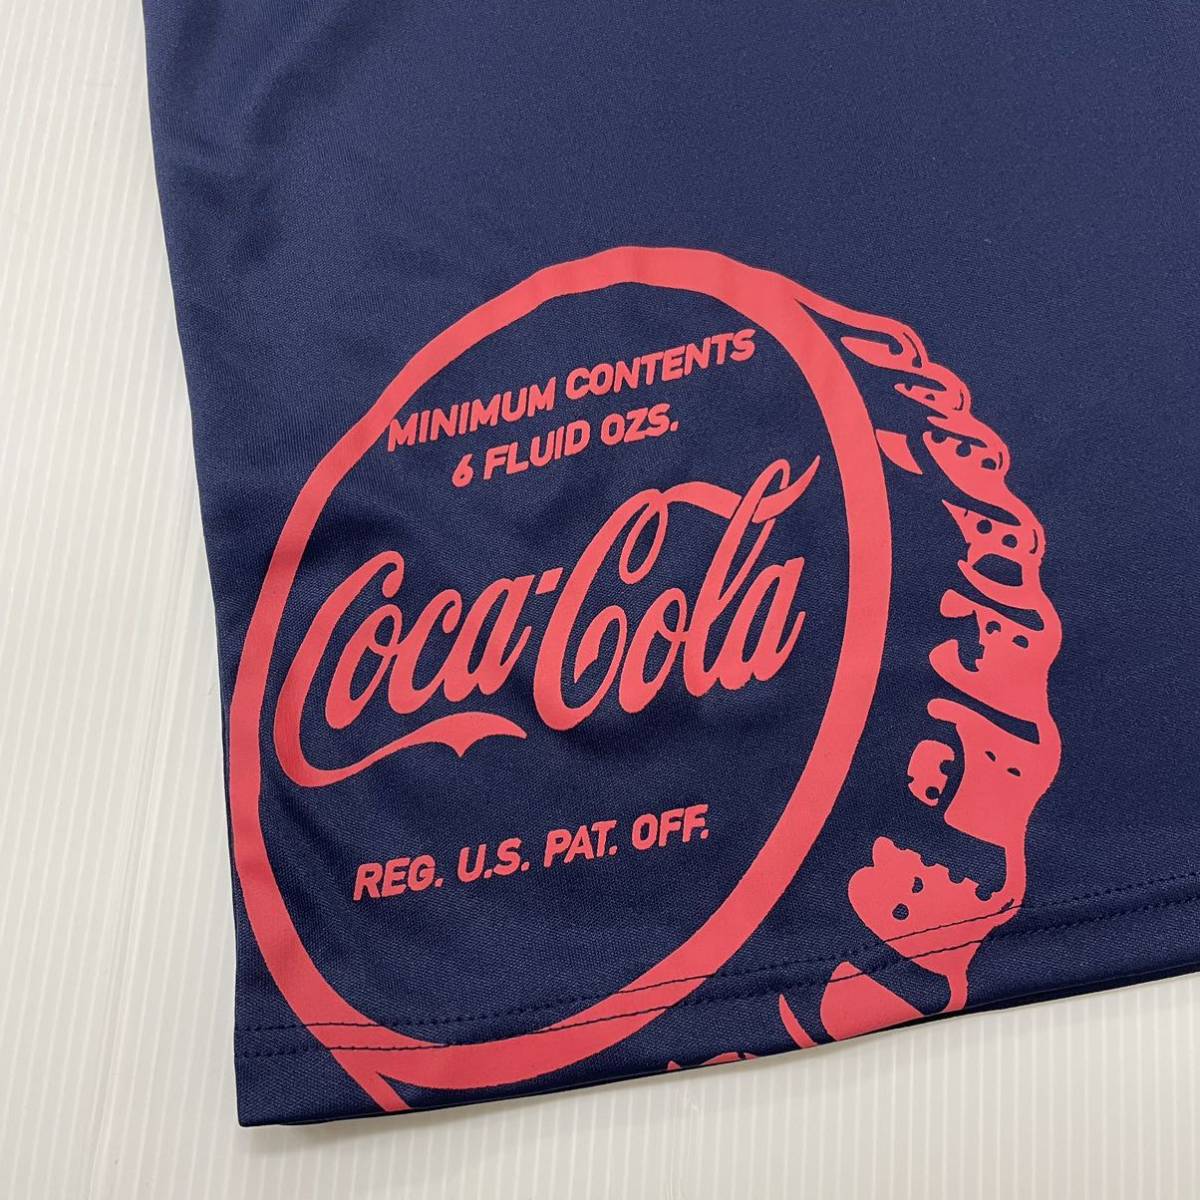 MINIMUM CONTENTS
6 FLUID OZS.
Coca-Cola
REG. U.S. PAT. OFF.